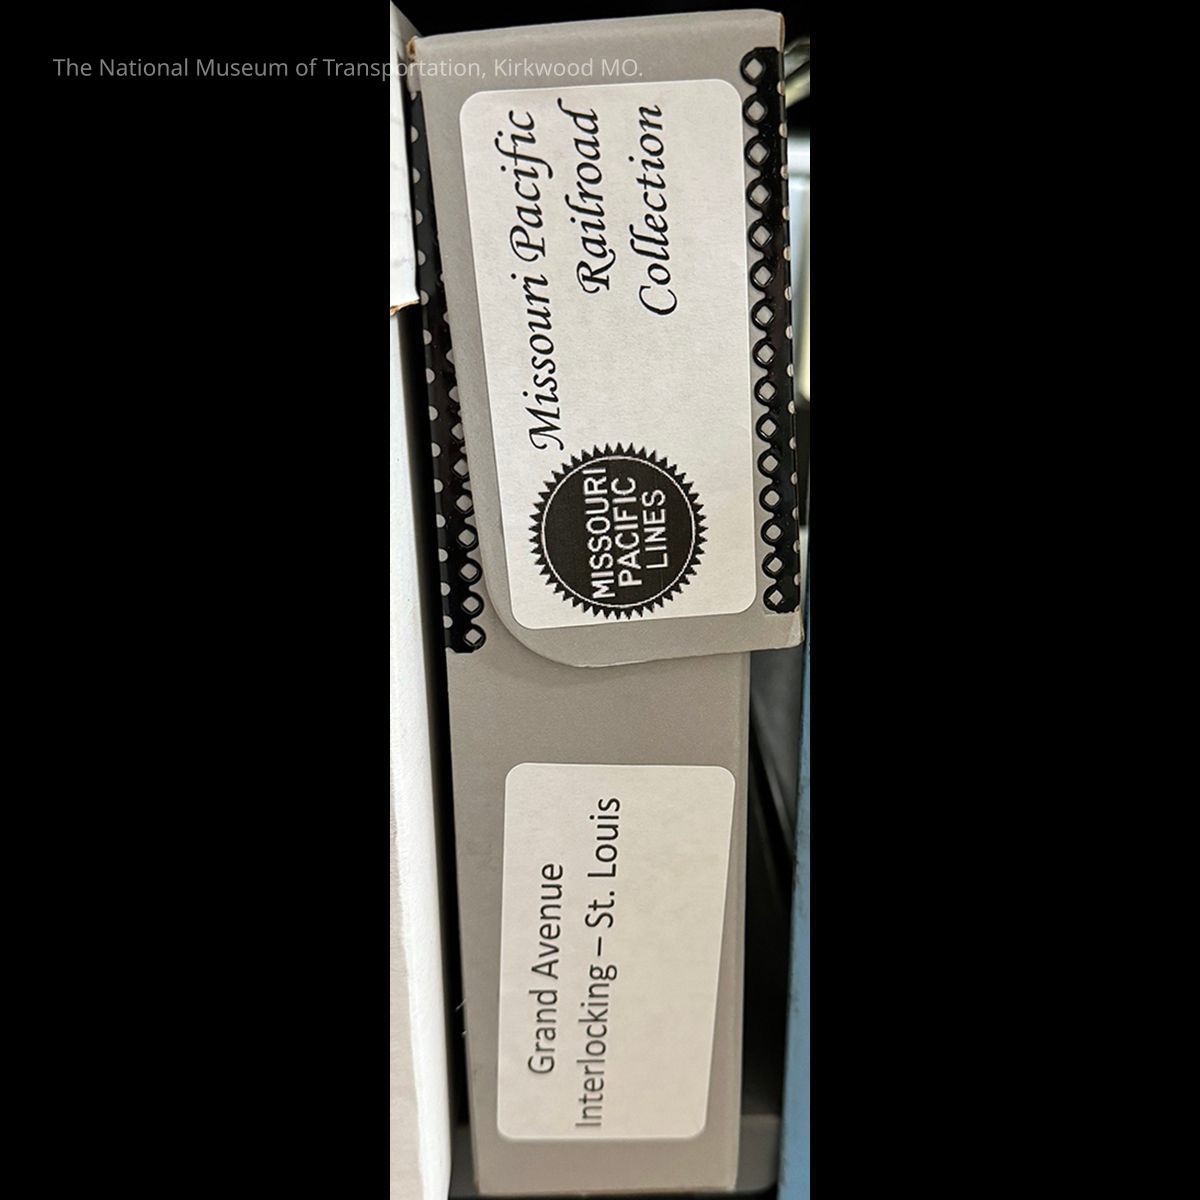 The National Museum of Transportation, Kirkwood MO.
Missouri Pacific
Railroad
Collection
MISSOURI
PACIFIC
LINES
Grand Avenue
Interlocking – St. Louis